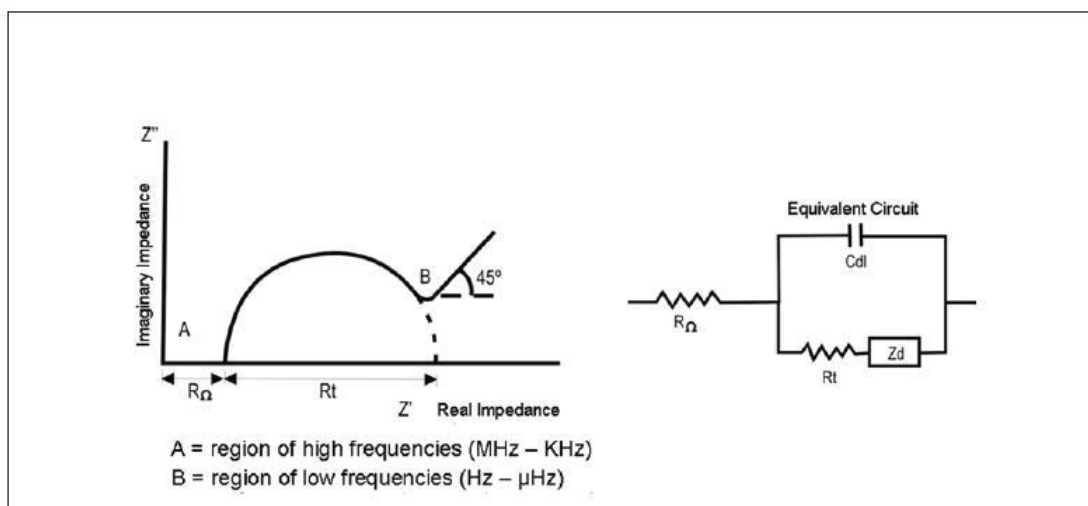 Z"
Imaginary Impedance
A
B
45º
RΩ
Rt
Z'
Real Impedance
A = region of high frequencies (MHz – KHz)
B = region of low frequencies (Hz – µHz)
Equivalent Circuit
Cdl
RΩ
Rt
Zd